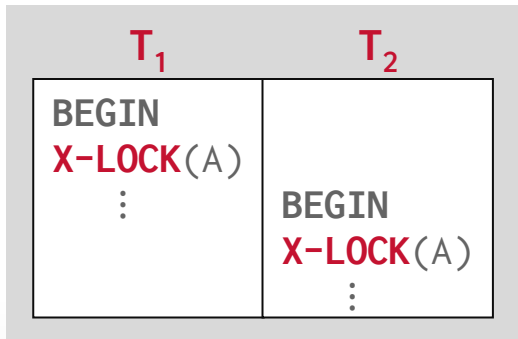 T₁ T₂
BEGIN
X-LOCK(A)
⋮
BEGIN
X-LOCK(A)
⋮